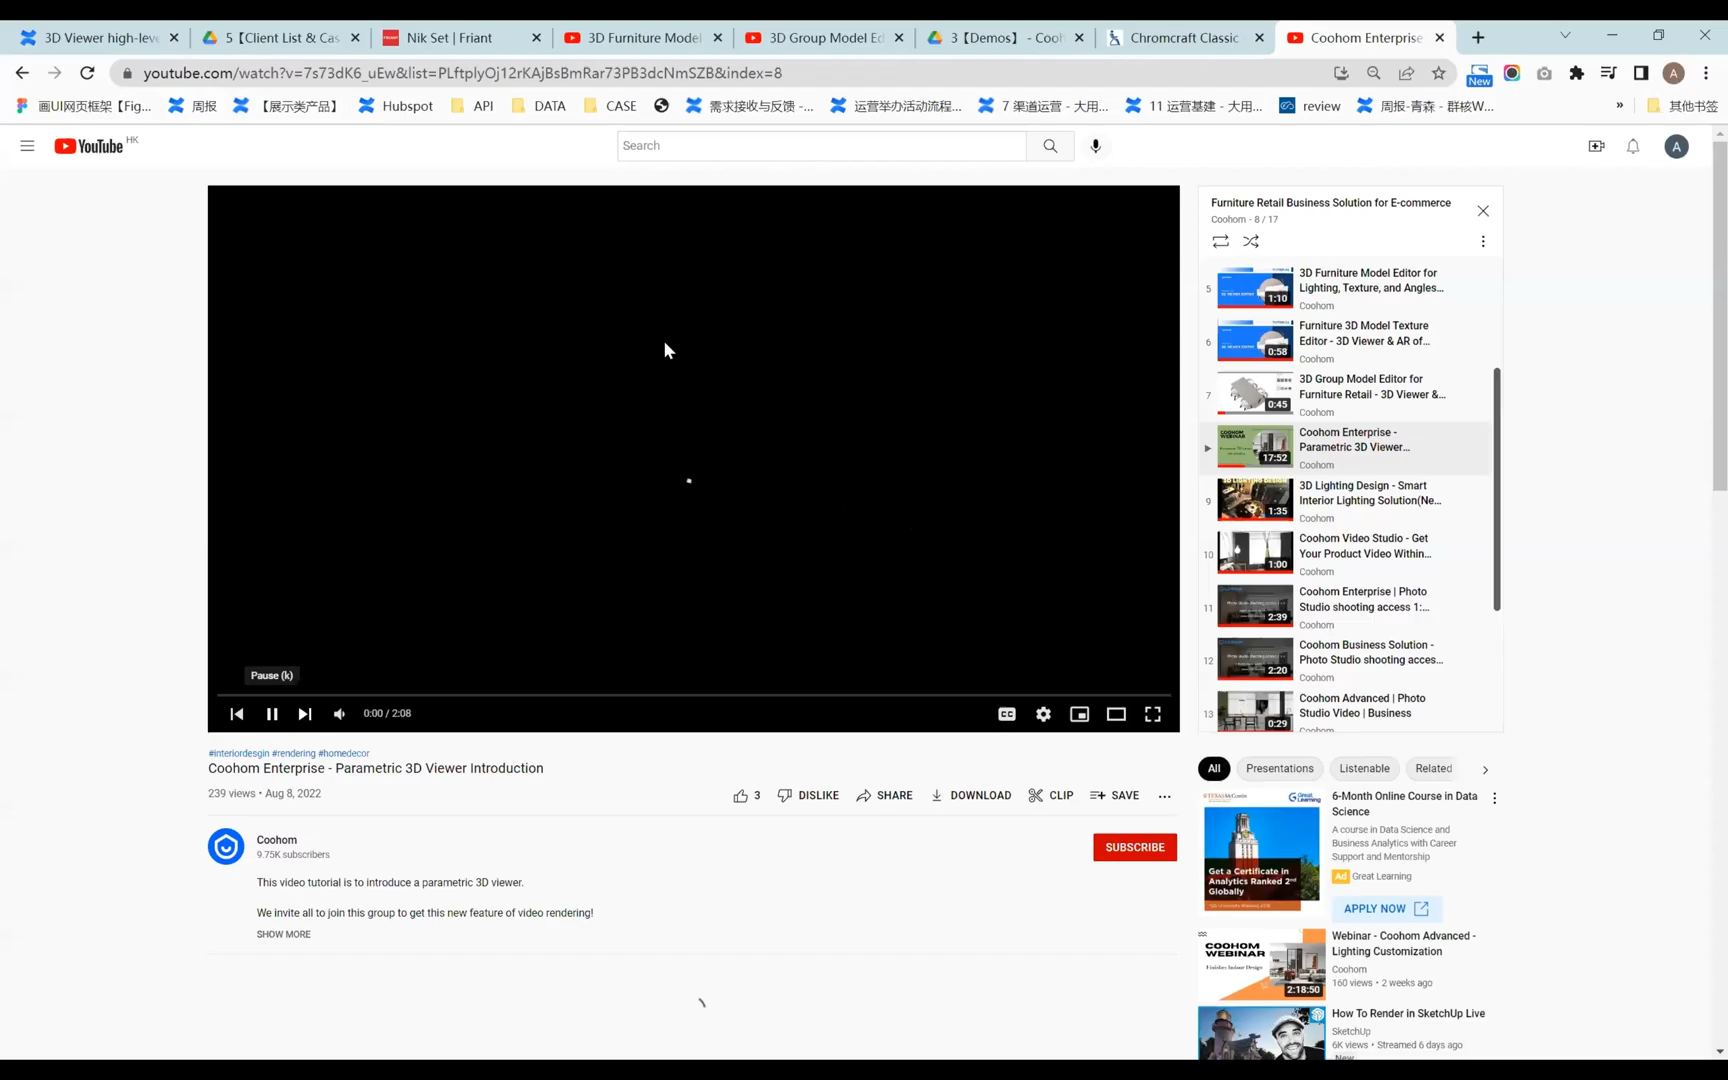 3D Viewer high-leve
5【Client List & Cas
Nik Set | Friant
3D Furniture Model
3D Group Model Ed
3【Demos】 - Cooh
Chromcraft Classic
Coohom Enterprise
youtube.com/watch?v=7s73dK6_uEw&list=PLftplyOj12rKAjBsBmRar73PB3dcNmSZB&index=8
New
A
画UI网页框架【Fig...
周报
【展示类产品】
Hubspot
API
DATA
CASE
需求接收与反馈 -...
运营举办活动流程...
7 渠道运营 - 大用...
11 运营基建 - 大用...
review
周报-青森 - 群核W...
»
其他书签
YouTube HK
Search
A
Pause (k)
0:00 / 2:08
CC
#interiordesgin #rendering #homedecor
Coohom Enterprise - Parametric 3D Viewer Introduction
239 views • Aug 8, 2022
3
DISLIKE
SHARE
DOWNLOAD
CLIP
SAVE
Coohom
9.75K subscribers
SUBSCRIBE
This video tutorial is to introduce a parametric 3D viewer.
We invite all to join this group to get this new feature of video rendering!
SHOW MORE
Furniture Retail Business Solution for E-commerce
Coohom - 8 / 17
5
1:10
3D Furniture Model Editor for
Lighting, Texture, and Angles...
Coohom
6
0:58
Furniture 3D Model Texture
Editor - 3D Viewer & AR of...
Coohom
7
0:45
3D Group Model Editor for
Furniture Retail - 3D Viewer &...
Coohom
COOHOM
WEBINAR
17:52
Coohom Enterprise -
Parametric 3D Viewer...
Coohom
9
3D LIGHTING DESIGN
1:35
3D Lighting Design - Smart
Interior Lighting Solution(Ne...
Coohom
10
1:00
Coohom Video Studio - Get
Your Product Video Within...
Coohom
11
2:39
Coohom Enterprise | Photo
Studio shooting access 1:...
Coohom
12
2:20
Coohom Business Solution -
Photo Studio shooting acces...
Coohom
13
0:29
Coohom Advanced | Photo
Studio Video | Business
Coohom
All
Presentations
Listenable
Related
Great Learning
Get a Certificate in
Analytics Ranked 2nd
Globally
6-Month Online Course in Data
Science
A course in Data Science and
Business Analytics with Career
Support and Mentorship
Ad Great Learning
APPLY NOW
COOHOM
WEBINAR
2:18:50
Webinar - Coohom Advanced -
Lighting Customization
Coohom
160 views • 2 weeks ago
How To Render in SketchUp Live
SketchUp
6K views • Streamed 6 days ago
New